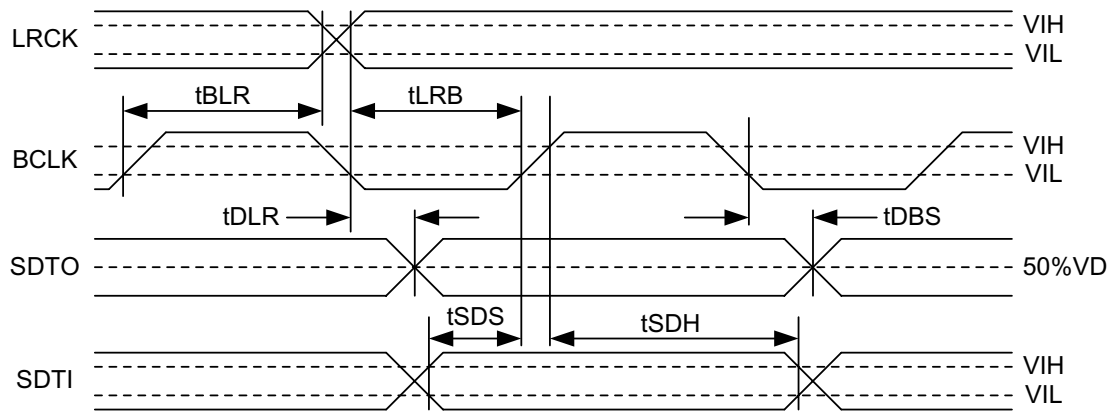 LRCK
VIH
VIL
tBLR
tLRB
BCLK
VIH
VIL
tDLR
tDBS
SDTO
50%VD
tSDS
tSDH
SDTI
VIH
VIL